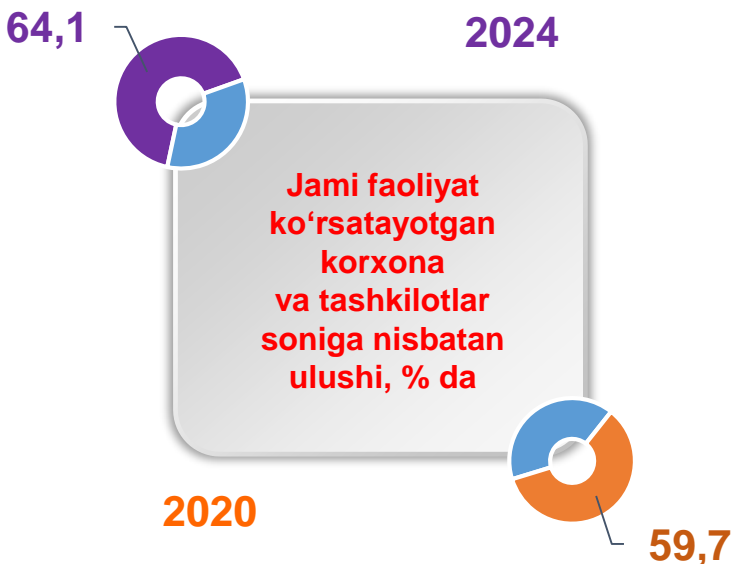 64,1
2024
Jami faoliyat
ko‘rsatayotgan
korxona
va tashkilotlar
soniga nisbatan
ulushi, % da
2020
59,7